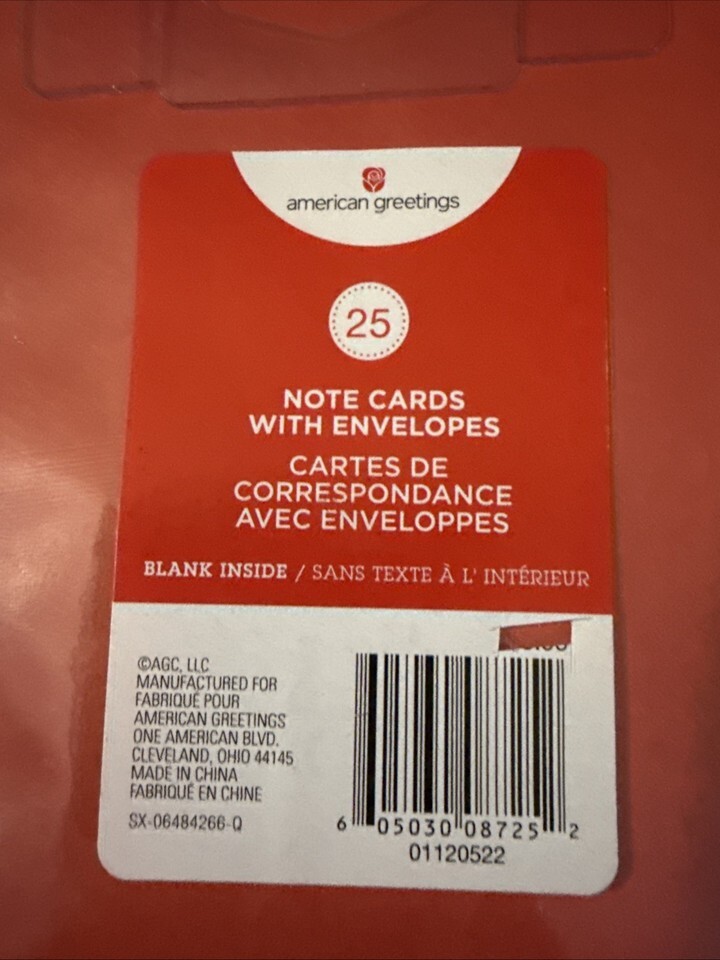 american greetings
25
NOTE CARDS
WITH ENVELOPES
CARTES DE
CORRESPONDANCE
AVEC ENVELOPPES
BLANK INSIDE / SANS TEXTE À L' INTÉRIEUR
©AGC, LLC
MANUFACTURED FOR
FABRIQUÉ POUR
AMERICAN GREETINGS
ONE AMERICAN BLVD.
CLEVELAND, OHIO 44145
MADE IN CHINA
FABRIQUÉ EN CHINE
SX-06484266-Q
6 05030 08725 2
01120522